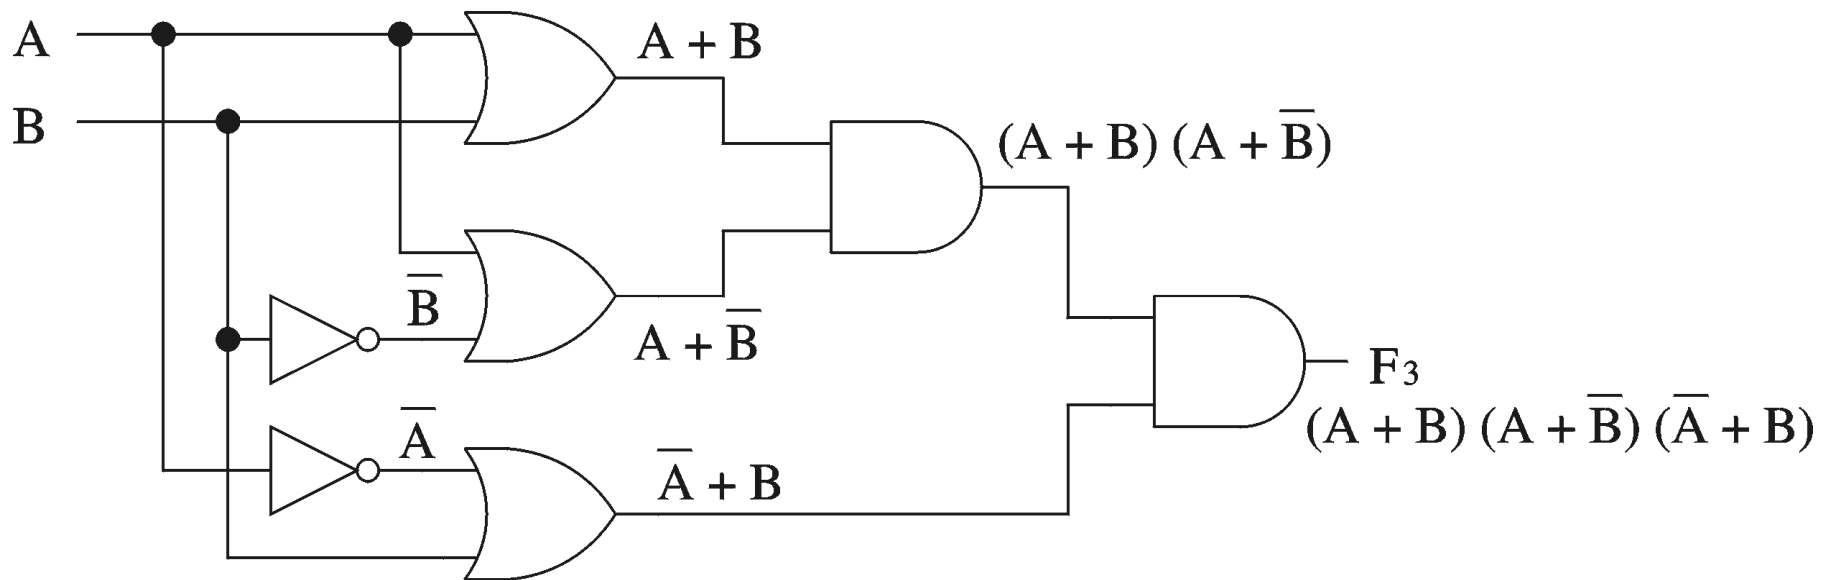 A
A + B
B
(A + B) (A + B̅)
B̅
A + B̅
F₃
(A + B) (A + B̅) (A̅ + B)
A̅
A̅ + B